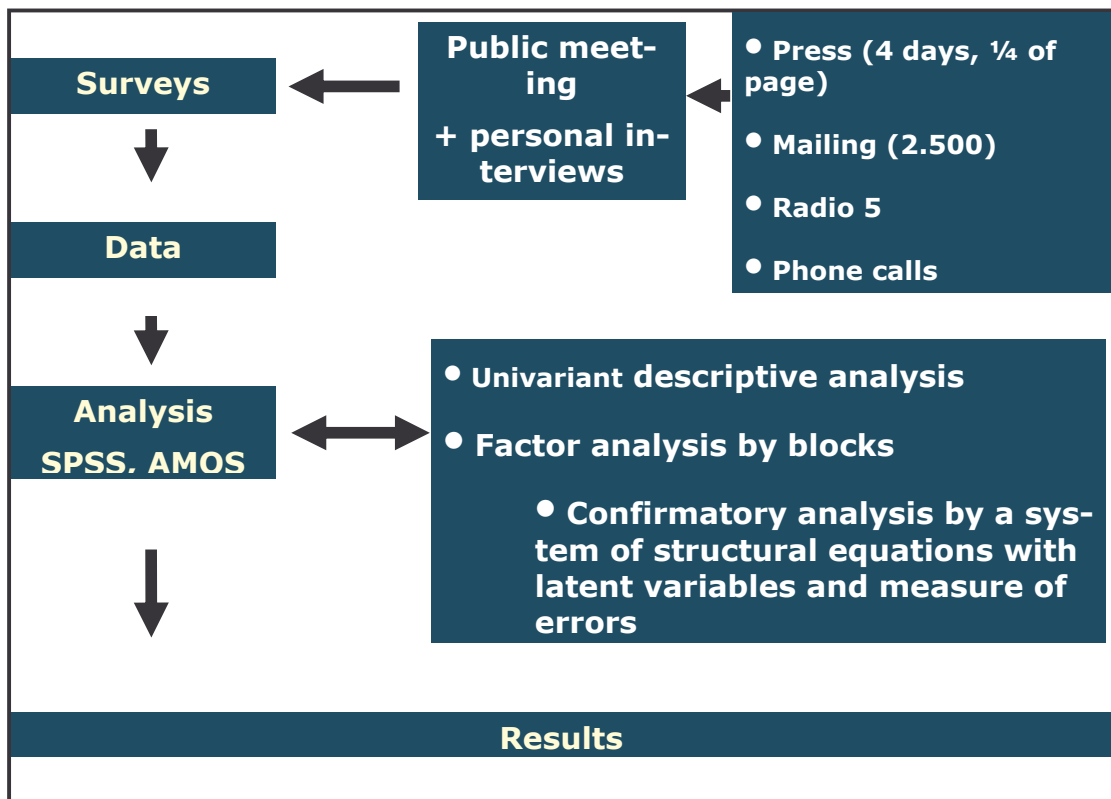 Surveys
Public meet-
ing
+ personal in-
terviews
• Press (4 days, ¼ of
page)
• Mailing (2.500)
• Radio 5
• Phone calls
Data
Analysis
SPSS, AMOS
• Univariant descriptive analysis
• Factor analysis by blocks
• Confirmatory analysis by a sys-
tem of structural equations with
latent variables and measure of
errors
Results